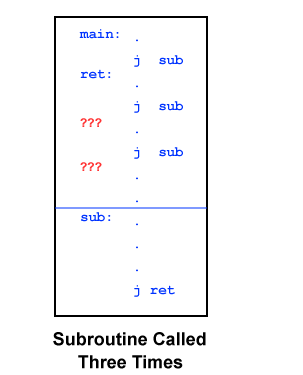 main: .
j sub
ret:
.
j sub
??? .
j sub
???
.
.
sub: .
.
.
j ret
Subroutine Called
Three Times